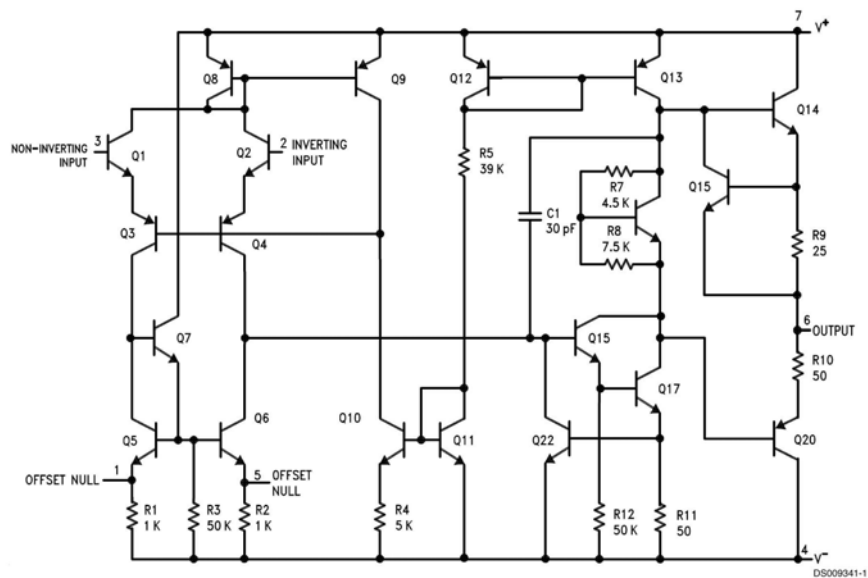 7
V+
Q8
Q9
Q12
Q13
Q14
3
NON-INVERTING
INPUT
Q1
Q2
2 INVERTING
INPUT
R5
39 K
R7
4.5 K
Q15
C1
30 pF
R8
7.5 K
R9
25
Q3
Q4
6
OUTPUT
Q7
Q15
R10
50
Q5
Q6
Q10
Q11
Q22
Q17
Q20
OFFSET NULL
1
5
OFFSET
NULL
R1
1 K
R3
50 K
R2
1 K
R4
5 K
R12
50 K
R11
50
4
V-
DS009341-1